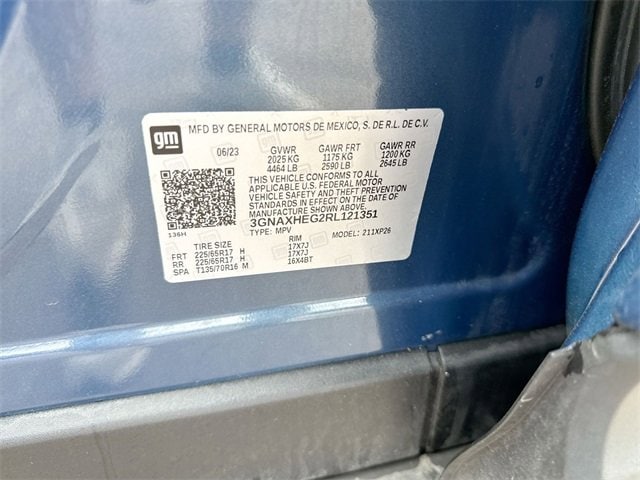 gm
MFD BY GENERAL MOTORS DE MEXICO, S. DE R.L. DE C.V.
06/23 GVWR GAWR FRT GAWR RR
2025 KG 1175 KG 1200 KG
4464 LB 2590 LB 2645 LB
THIS VEHICLE CONFORMS TO ALL
APPLICABLE U.S. FEDERAL MOTOR
VEHICLE SAFETY AND THEFT PREVENTION
STANDARDS IN EFFECT ON THE DATE OF
MANUFACTURE SHOWN ABOVE.
3GNAXHEG2RL121351
136H TYPE: MPV MODEL: 211XP26
TIRE SIZE RIM
FRT 225/65R17 H 17X7J
RR 225/65R17 H 17X7J
SPA T135/70R16 M 16X4BT